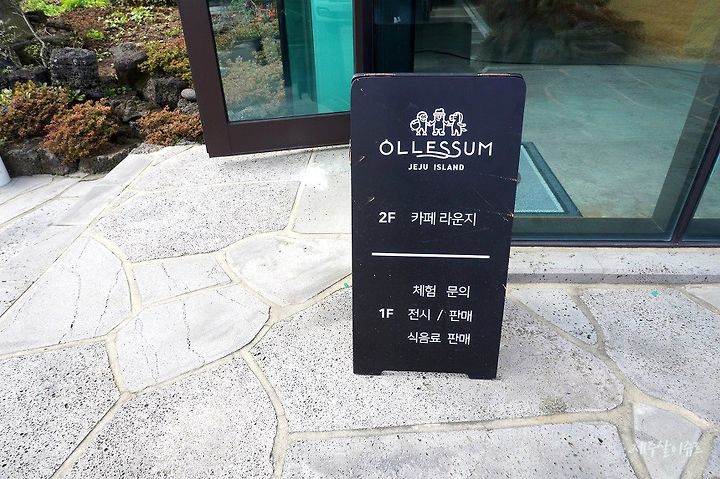 OLLESSUM
JEJU ISLAND
2F 카페 라운지
체험 문의
1F 전시 / 판매
식음료 판매